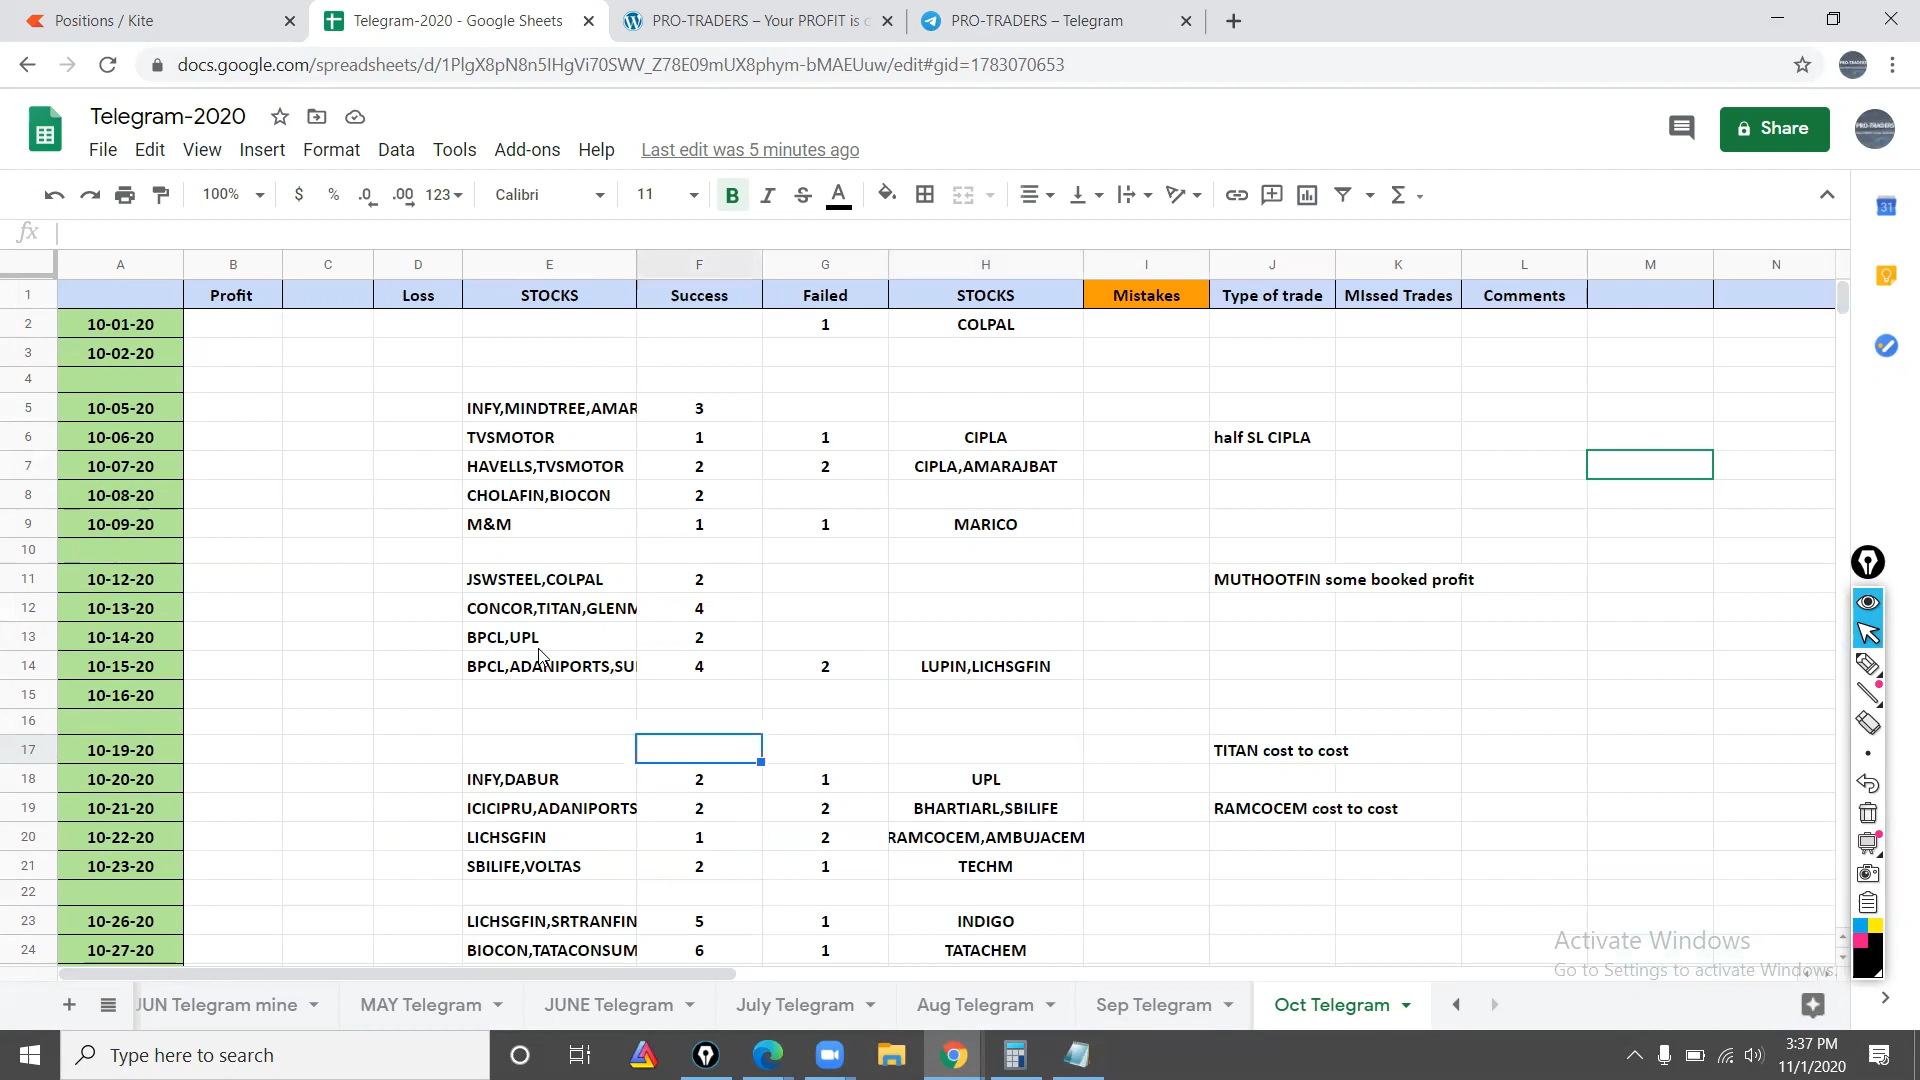 Positions / Kite
Telegram-2020 - Google Sheets
PRO-TRADERS – Your PROFIT is c
PRO-TRADERS – Telegram
docs.google.com/spreadsheets/d/1PlgX8pN8n5IHgVi70SWV_Z78E09mUX8phym-bMAEUuw/edit#gid=1783070653
Telegram-2020
Share
File Edit View Insert Format Data Tools Add-ons Help Last edit was 5 minutes ago
100% $ % .0 .00 123 Calibri 11 B I S A
fx
A B C D E F G H I J K L M N
1 Profit Loss STOCKS Success Failed STOCKS Mistakes Type of trade MIssed Trades Comments
2 10-01-20 1 COLPAL
3 10-02-20
4
5 10-05-20 INFY,MINDTREE,AMAR 3
6 10-06-20 TVSMOTOR 1 1 CIPLA half SL CIPLA
7 10-07-20 HAVELLS,TVSMOTOR 2 2 CIPLA,AMARAJBAT
8 10-08-20 CHOLAFIN,BIOCON 2
9 10-09-20 M&M 1 1 MARICO
10
11 10-12-20 JSWSTEEL,COLPAL 2 MUTHOOTFIN some booked profit
12 10-13-20 CONCOR,TITAN,GLENM 4
13 10-14-20 BPCL,UPL 2
14 10-15-20 BPCL,ADANIPORTS,SU 4 2 LUPIN,LICHSGFIN
15 10-16-20
16
17 10-19-20 TITAN cost to cost
18 10-20-20 INFY,DABUR 2 1 UPL
19 10-21-20 ICICIPRU,ADANIPORTS 2 2 BHARTIARL,SBILIFE RAMCOCEM cost to cost
20 10-22-20 LICHSGFIN 1 2 RAMCOCEM,AMBUJACEM
21 10-23-20 SBILIFE,VOLTAS 2 1 TECHM
22
23 10-26-20 LICHSGFIN,SRTRANFIN 5 1 INDIGO
24 10-27-20 BIOCON,TATACONSUM 6 1 TATACHEM
Activate Windows
Go to Settings to activate Windows.
JUN Telegram mine MAY Telegram JUNE Telegram July Telegram Aug Telegram Sep Telegram Oct Telegram
Type here to search
3:37 PM
11/1/2020